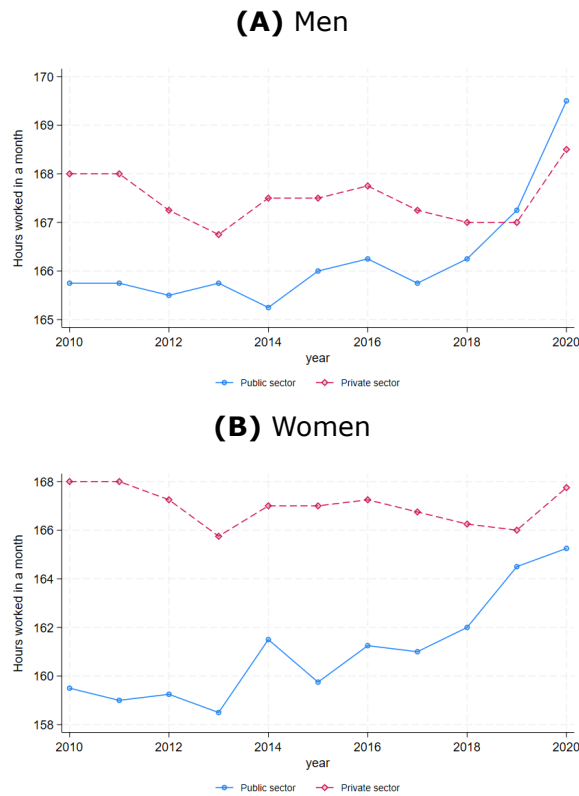 (A) Men
170
169
168
167
166
165
Hours worked in a month
2010 2012 2014 2016 2018 2020
year
Public sector Private sector
(B) Women
168
166
164
162
160
158
Hours worked in a month
2010 2012 2014 2016 2018 2020
year
Public sector Private sector